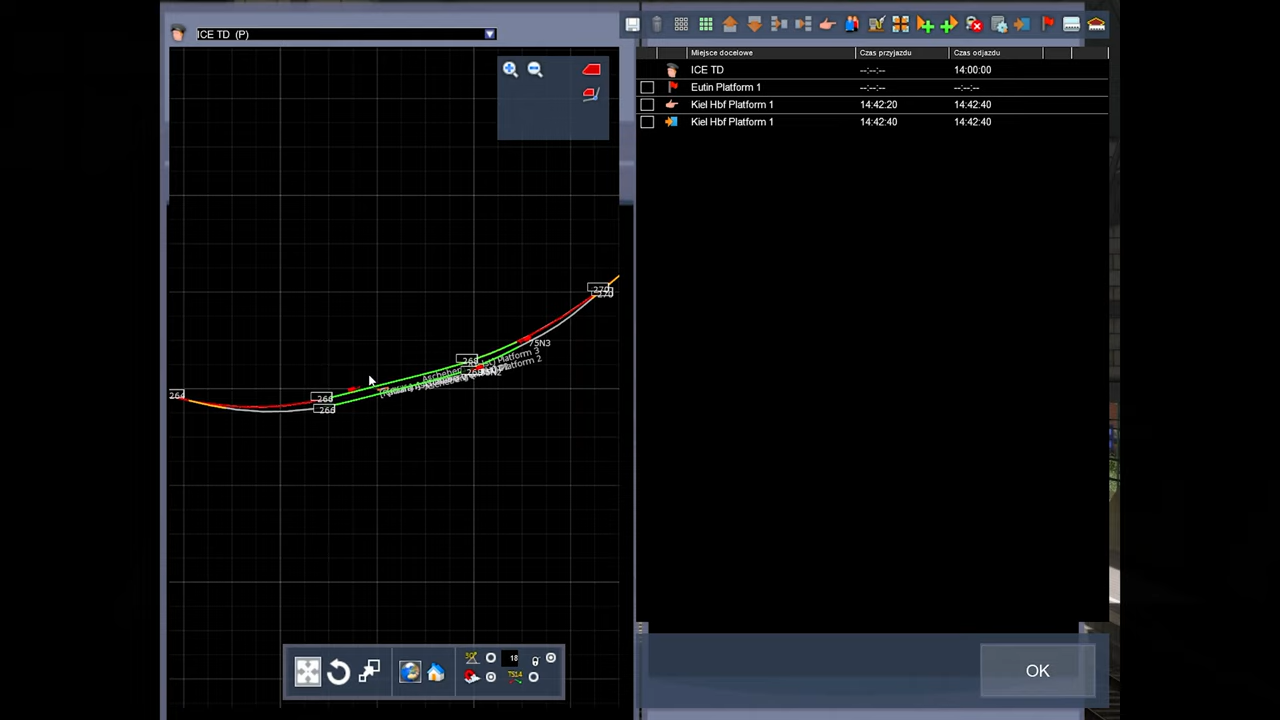 ICE TD (P)
Miejsce docelowe Czas przyjazdu Czas odjazdu
ICE TD --:--:-- 14:00:00
Eutin Platform 1 --:--:-- --:--:--
Kiel Hbf Platform 1 14:42:20 14:42:40
Kiel Hbf Platform 1 14:42:40 14:42:40
270
75N3
Platform 3
Platform 2
264
266
266
18
OK